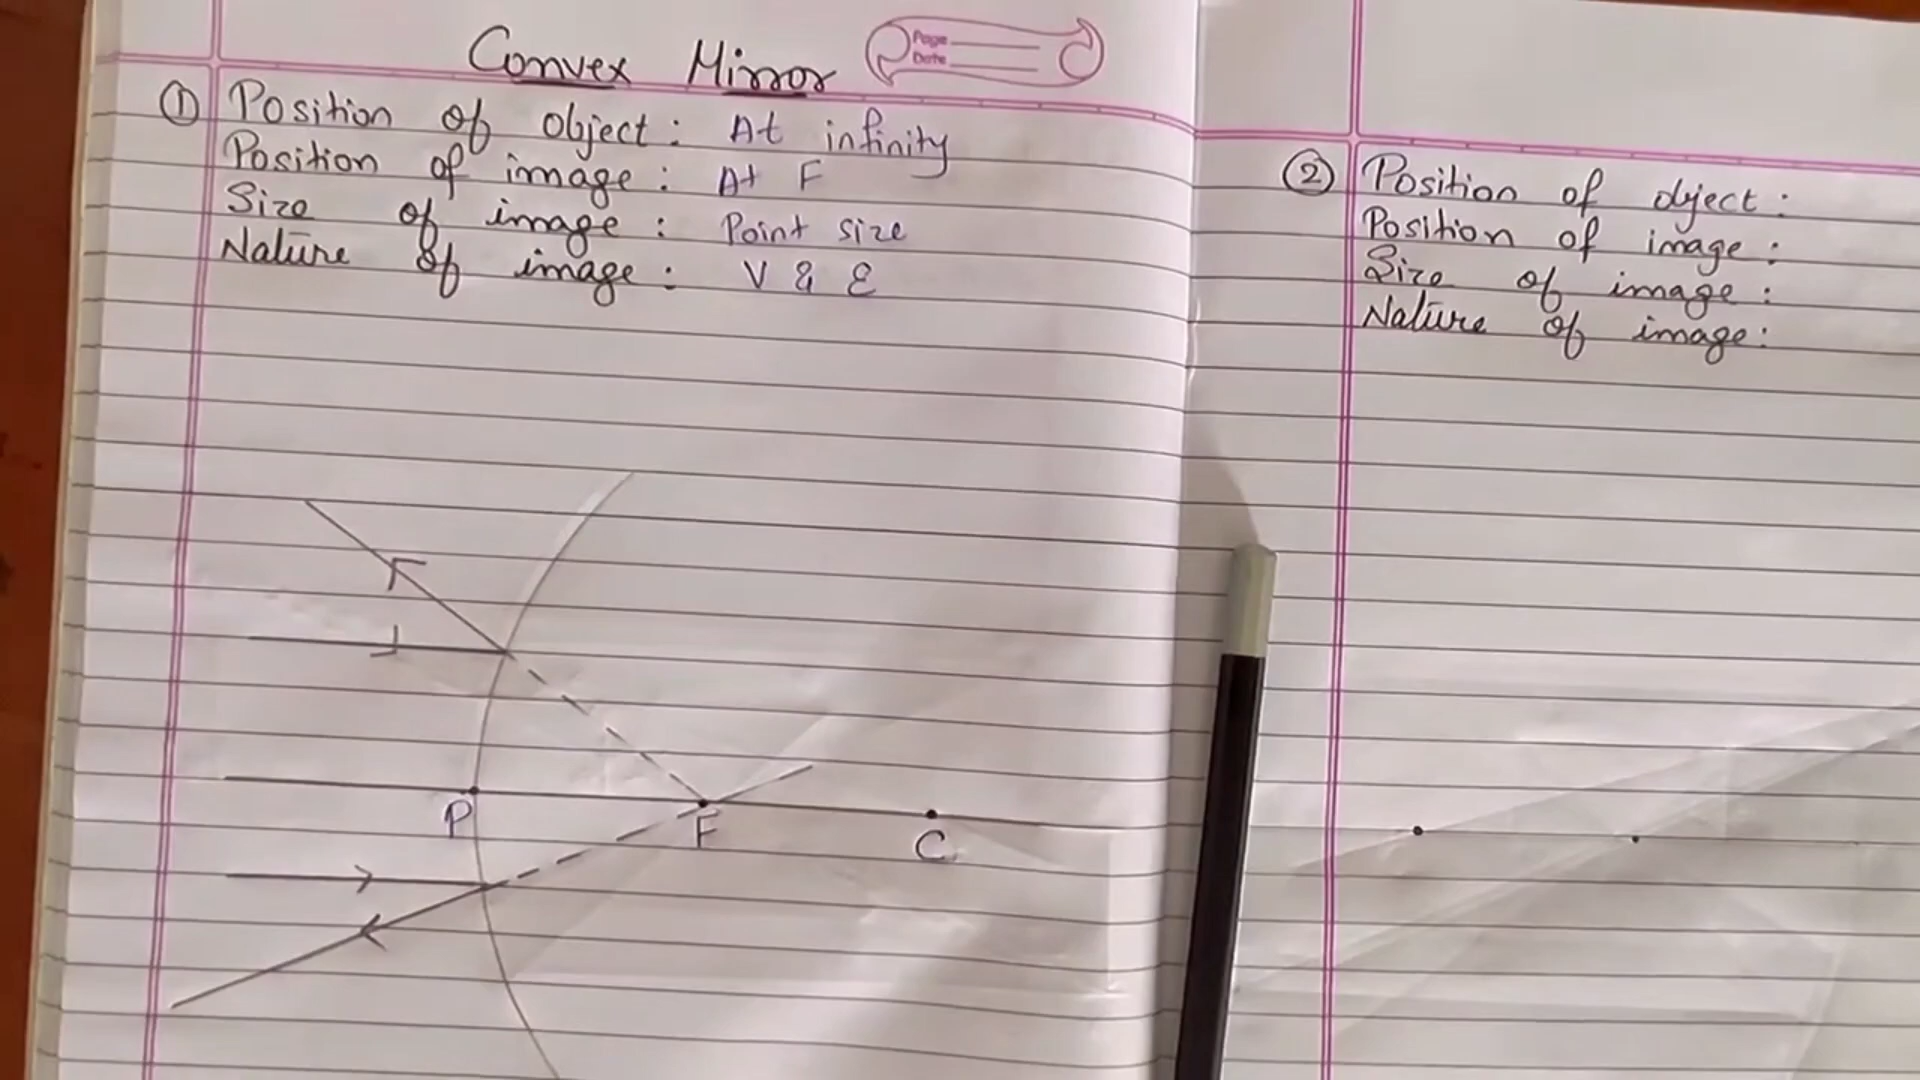 Convex Mirror
Page
Date
① Position of object : At infinity
Position of image : At F
Size of image : Point size
Nature of image : V & E
P
F
C
② Position of object :
Position of image :
Size of image :
Nature of image :